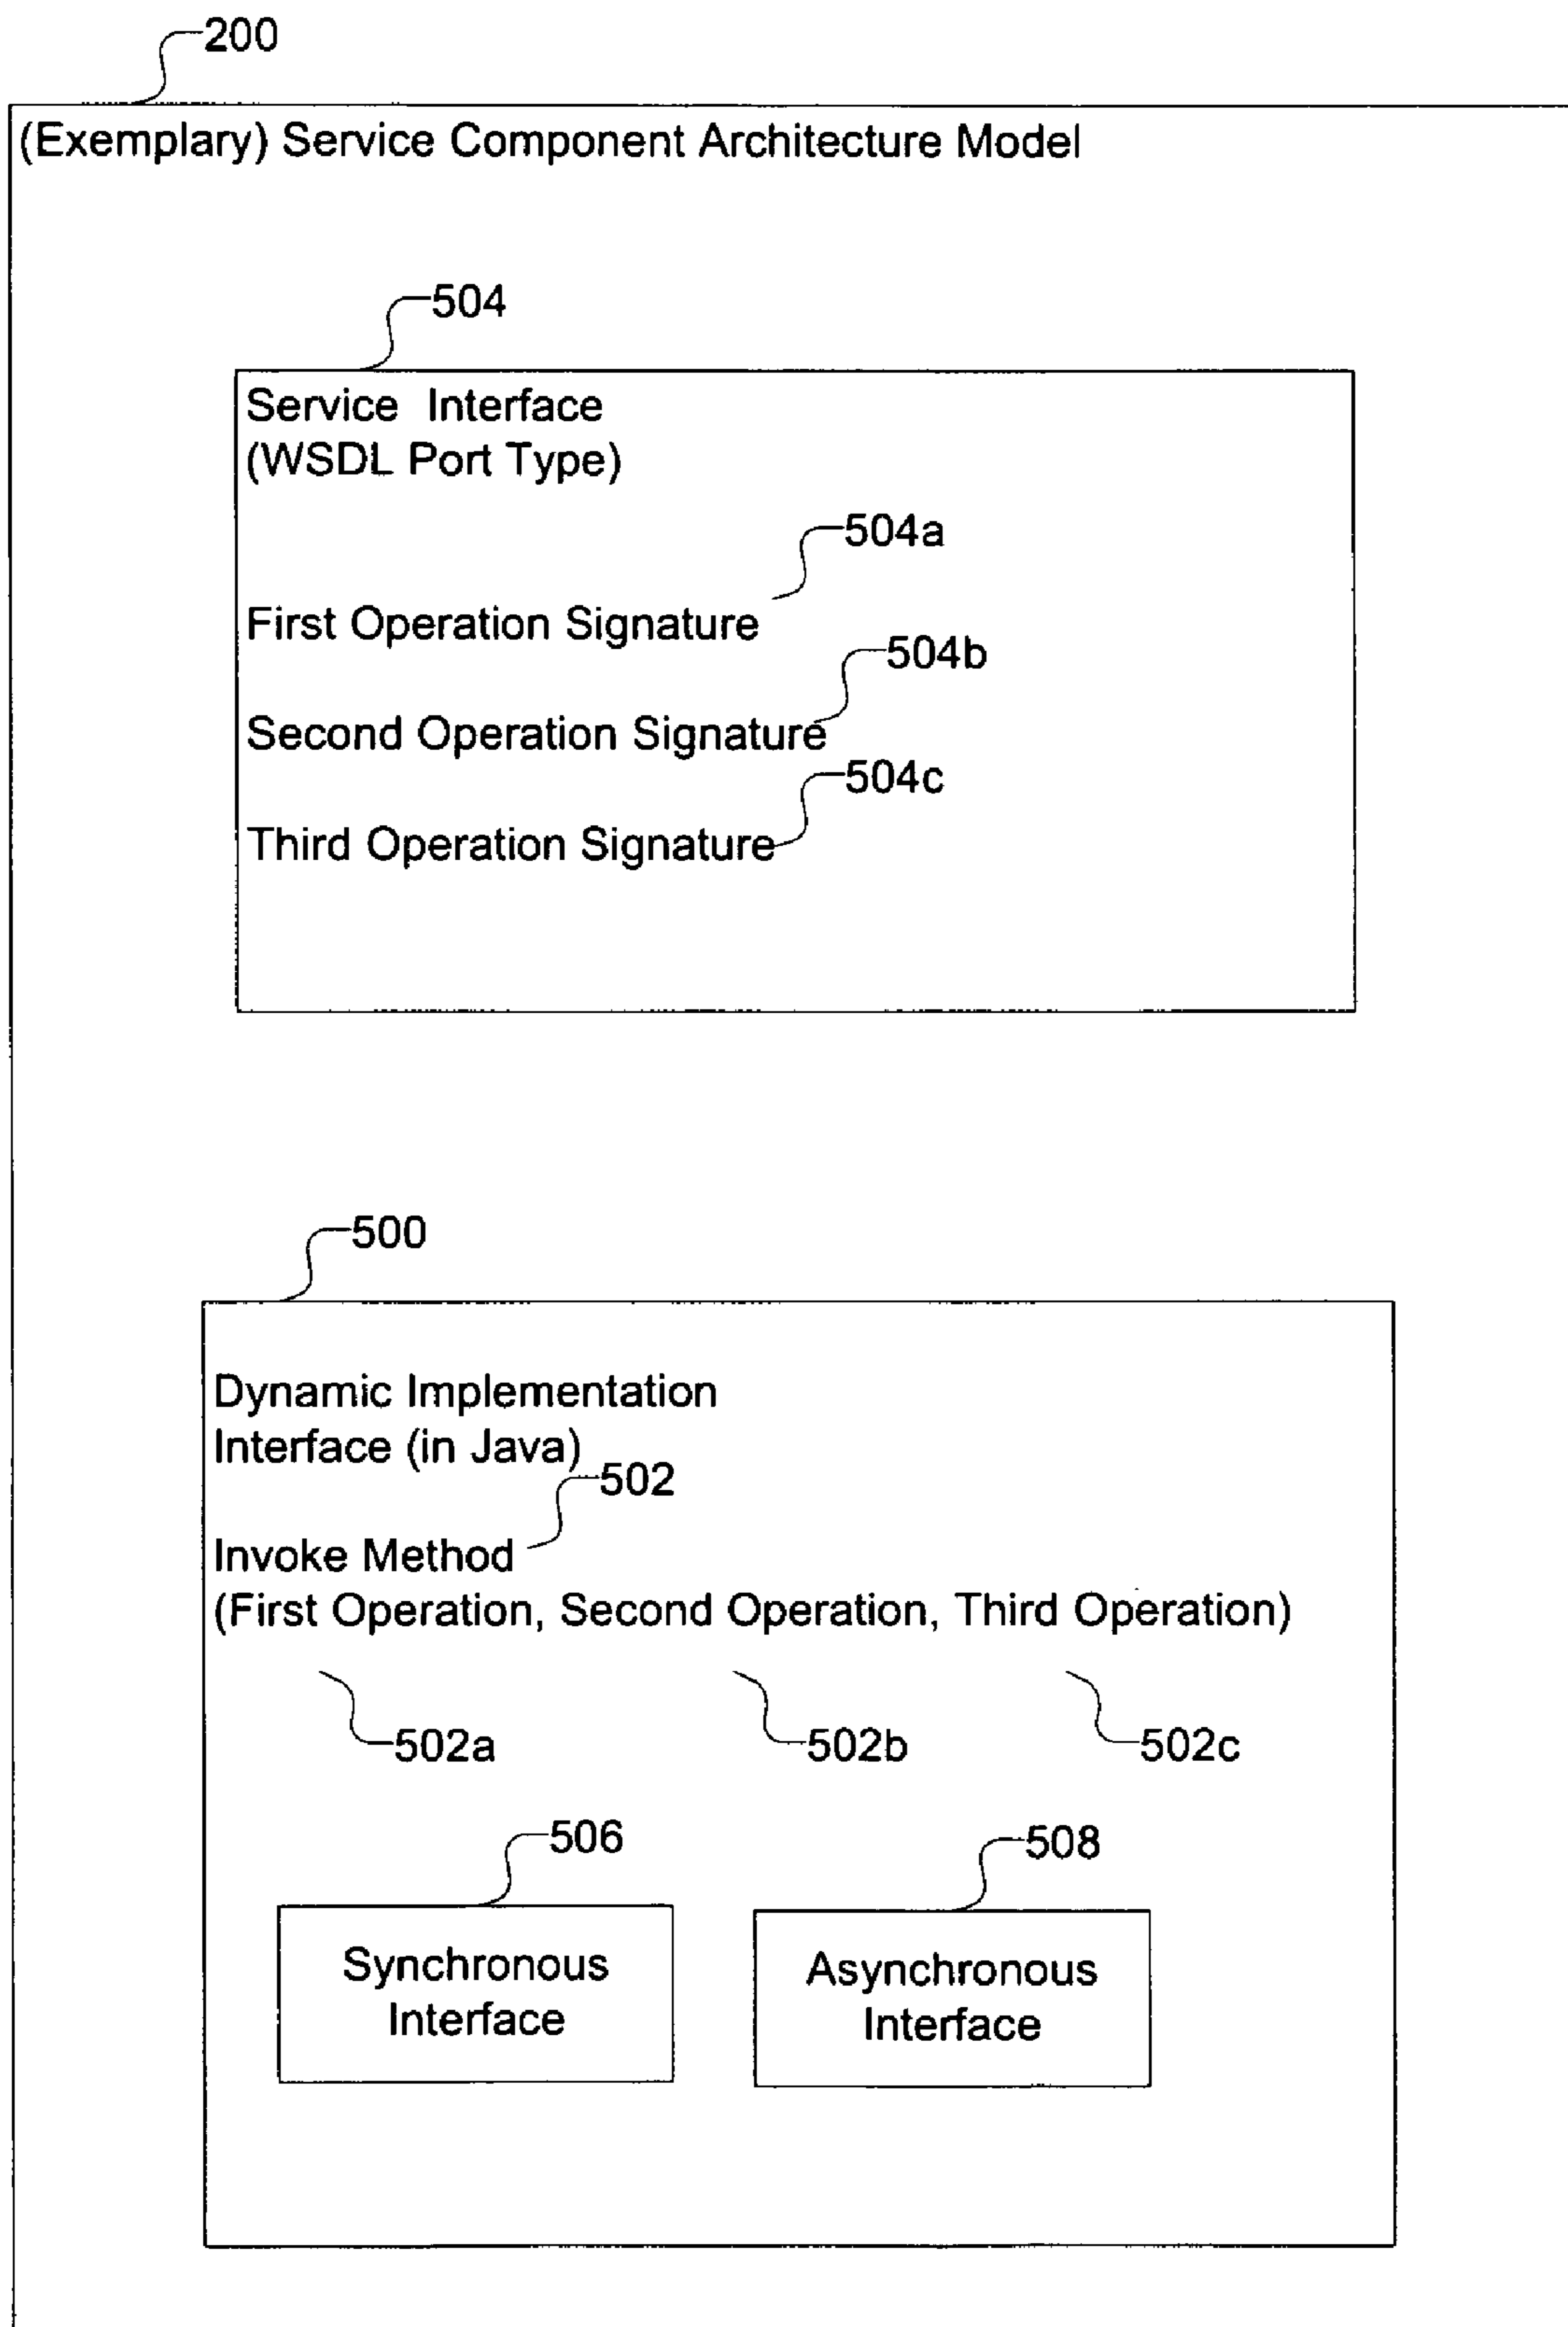 200
(Exemplary) Service Component Architecture Model
504
Service Interface
(WSDL Port Type)
504a
First Operation Signature
504b
Second Operation Signature
504c
Third Operation Signature
500
Dynamic Implementation
Interface (in Java)
502
Invoke Method
(First Operation, Second Operation, Third Operation)
502a 502b 502c
506 508
Synchronous
Interface
Asynchronous
Interface